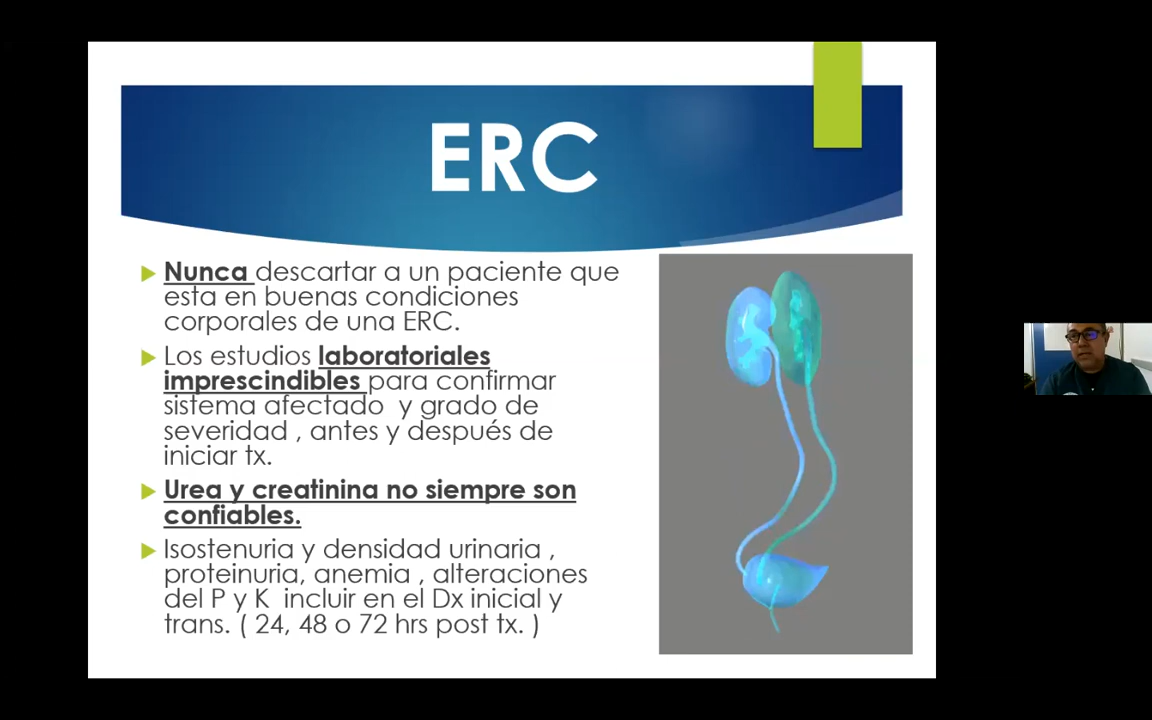 ERC
Nunca descartar a un paciente que
esta en buenas condiciones
corporales de una ERC.
Los estudios laboratoriales
imprescindibles para confirmar
sistema afectado y grado de
severidad , antes y después de
iniciar tx.
Urea y creatinina no siempre son
confiables.
Isostenuria y densidad urinaria ,
proteinuria, anemia , alteraciones
del P y K incluir en el Dx inicial y
trans. ( 24, 48 o 72 hrs post tx. )